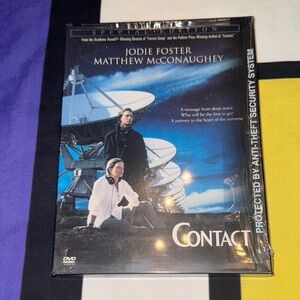 SPECIAL EDITION
From the Academy Award®-Winning Director of "Forrest Gump" and the Pulitzer Prize-Winning Author of "Contact."
JODIE FOSTER
MATTHEW McCONAUGHEY
A message from deep space.
Who will be the first to go?
A journey to the heart of the universe.
CONTACT
DVD
PROTECTED BY ANTI-THEFT SECURITY SYSTEM